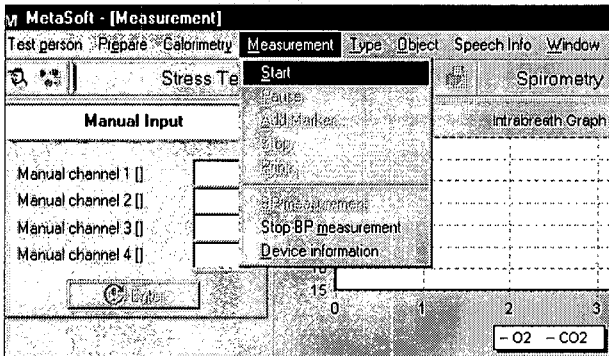 MetaSoft - [Measurement]
Test person Prepare Calorimetry Measurement Type Object Speech Info Window
Stress Te
Spirometry
Start
Pause
Add Marker...
Stop
BP measurement
Stop BP measurement
Device information
Manual Input
Manual channel 1 []
Manual channel 2 []
Manual channel 3 []
Manual channel 4 []
Enter
Intrabreath Graph
15
0 1 2 3
- O2 - CO2